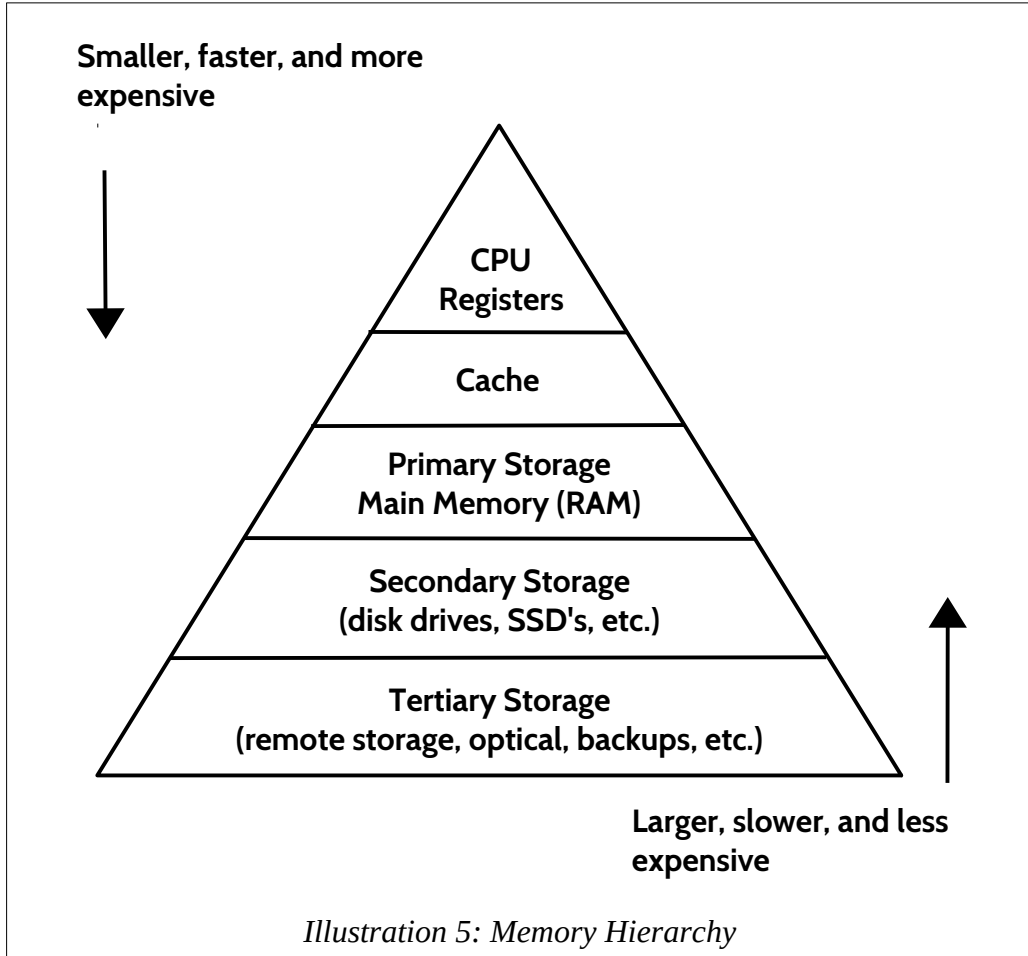 Smaller, faster, and more
expensive
CPU
Registers
Cache
Primary Storage
Main Memory (RAM)
Secondary Storage
(disk drives, SSD's, etc.)
Tertiary Storage
(remote storage, optical, backups, etc.)
Larger, slower, and less
expensive
Illustration 5: Memory Hierarchy